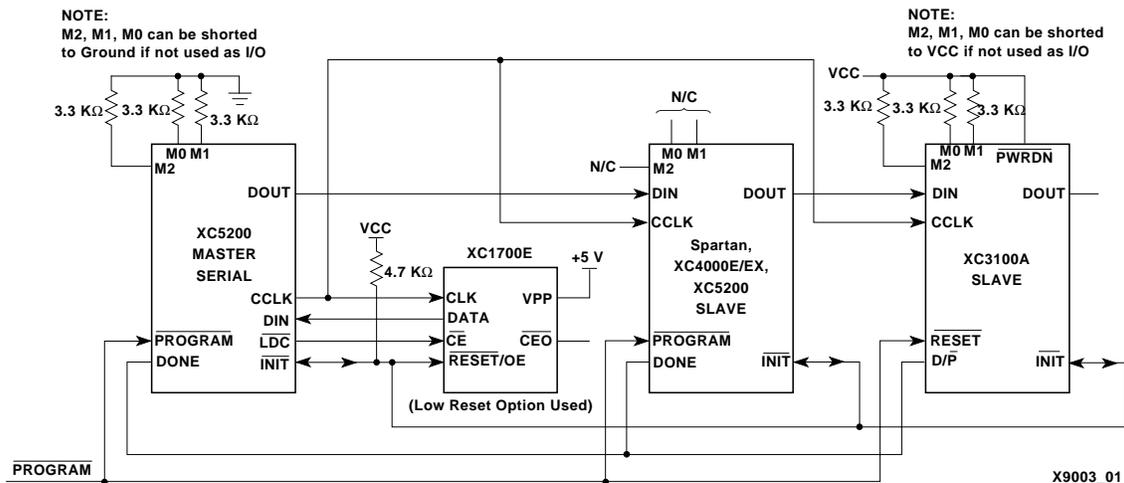 NOTE:
M2, M1, M0 can be shorted
to Ground if not used as I/O
NOTE:
M2, M1, M0 can be shorted
to VCC if not used as I/O
3.3 KΩ
3.3 KΩ
3.3 KΩ
M0 M1
M2
DOUT
XC5200
MASTER
SERIAL
CCLK
DIN
PROGRAM
LDC
DONE
INIT
VCC
4.7 KΩ
XC1700E
+5 V
CLK
VPP
DATA
CE
CEO
RESET/OE
(Low Reset Option Used)
N/C
N/C
M0 M1
M2
DIN
DOUT
CCLK
Spartan,
XC4000E/EX,
XC5200
SLAVE
PROGRAM
DONE
INIT
VCC
3.3 KΩ
3.3 KΩ
3.3 KΩ
M0 M1
PWRDN
M2
DIN
DOUT
CCLK
XC3100A
SLAVE
RESET
D/P
INIT
PROGRAM
X9003_01